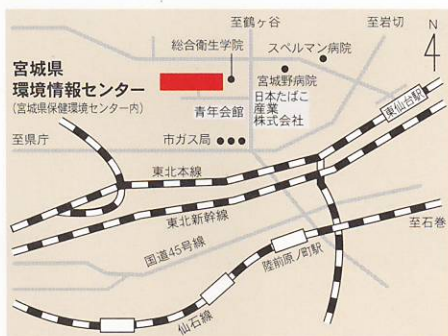 至鶴ヶ谷
至岩切
N
4
総合衛生学院
スペルマン病院
宮城県
環境情報センター
(宮城県保健環境センター内)
宮城野病院
青年会館
日本たばこ
産業
株式会社
東仙台駅
至県庁
市ガス局
東北本線
東北新幹線
国道45号線
至石巻
陸前原ノ町駅
仙石線